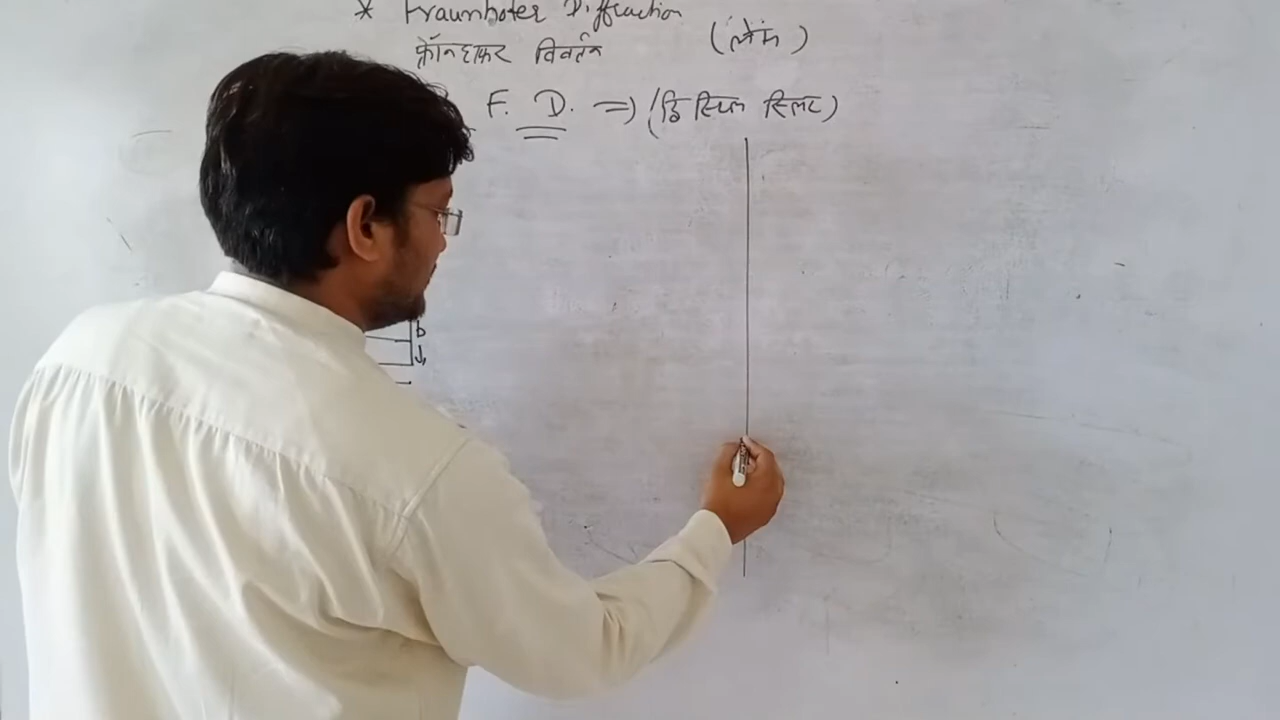 * Fraunhofer Diffraction
फ्रॉनहाफर विवर्तन (लेंस)
F. D. => (द्वि स्लिट)
b